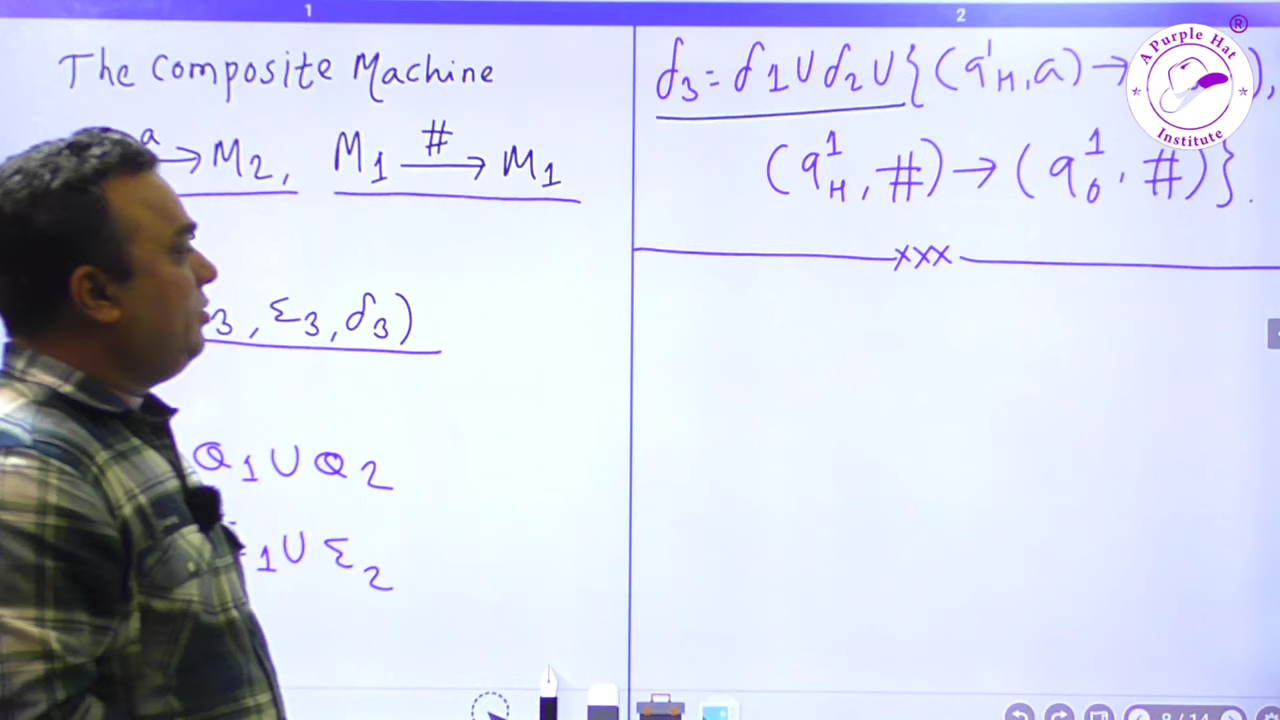 1
The Composite Machine
a → M2, M1 —#→ M1
3, Σ3, δ3)
Q1 ∪ Q2
1 ∪ Σ2
2
δ3 = δ1 ∪ δ2 ∪ {(q¹H, a) → ),
(q¹H, #) → (q¹0, #)}.
xxx
A Purple Hat
Institute
®